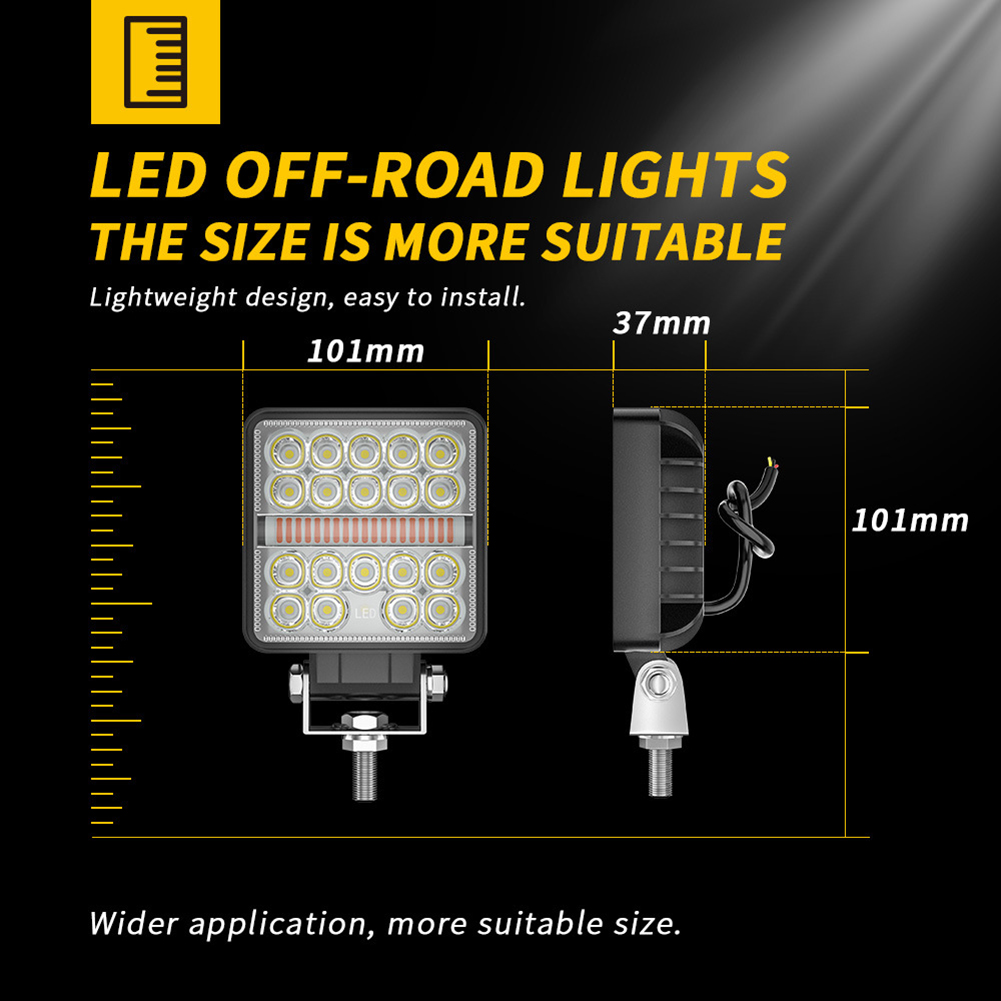 LED OFF-ROAD LIGHTS
THE SIZE IS MORE SUITABLE
Lightweight design, easy to install.
37mm
101mm
101mm
LED
Wider application, more suitable size.